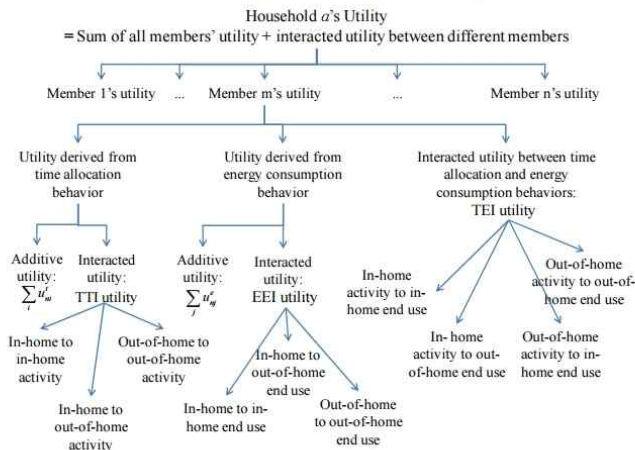 Household a's Utility
= Sum of all members' utility + interacted utility between different members
Member 1's utility ... Member m's utility ... Member n's utility
Utility derived from
time allocation
behavior
Utility derived from
energy consumption
behavior
Interacted utility between time
allocation and energy
consumption behaviors:
TEI utility
Additive
utility:
∑_i u^t_mi
Interacted
utility:
TTI utility
Additive
utility:
∑_j u^e_mj
Interacted
utility:
EEI utility
In-home to
in-home
activity
In-home to
out-of-home
activity
Out-of-home to
out-of-home
activity
In-home to in-
home end use
In-home to
out-of-home
end use
Out-of-home
to out-of-home
end use
In-home
activity to in-
home end use
In- home
activity to out-
of-home end use
Out-of-home
activity to in-
home end use
Out-of-home
activity to out-of-
home end use